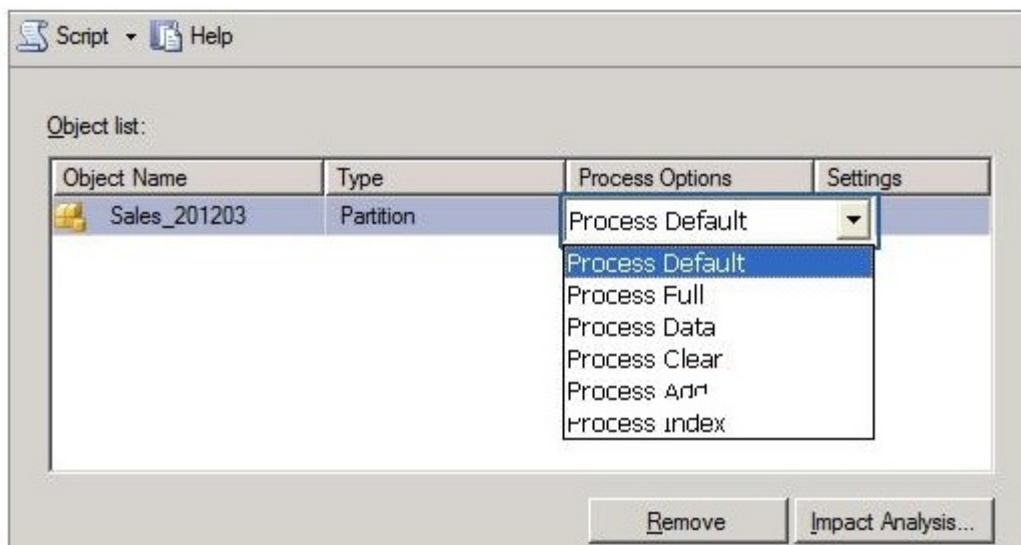 Script Help
Object list:
Object Name Type Process Options Settings
Sales_201203 Partition Process Default
Process Default
Process Full
Process Data
Process Clear
Process Add
Process Index
Remove Impact Analysis...